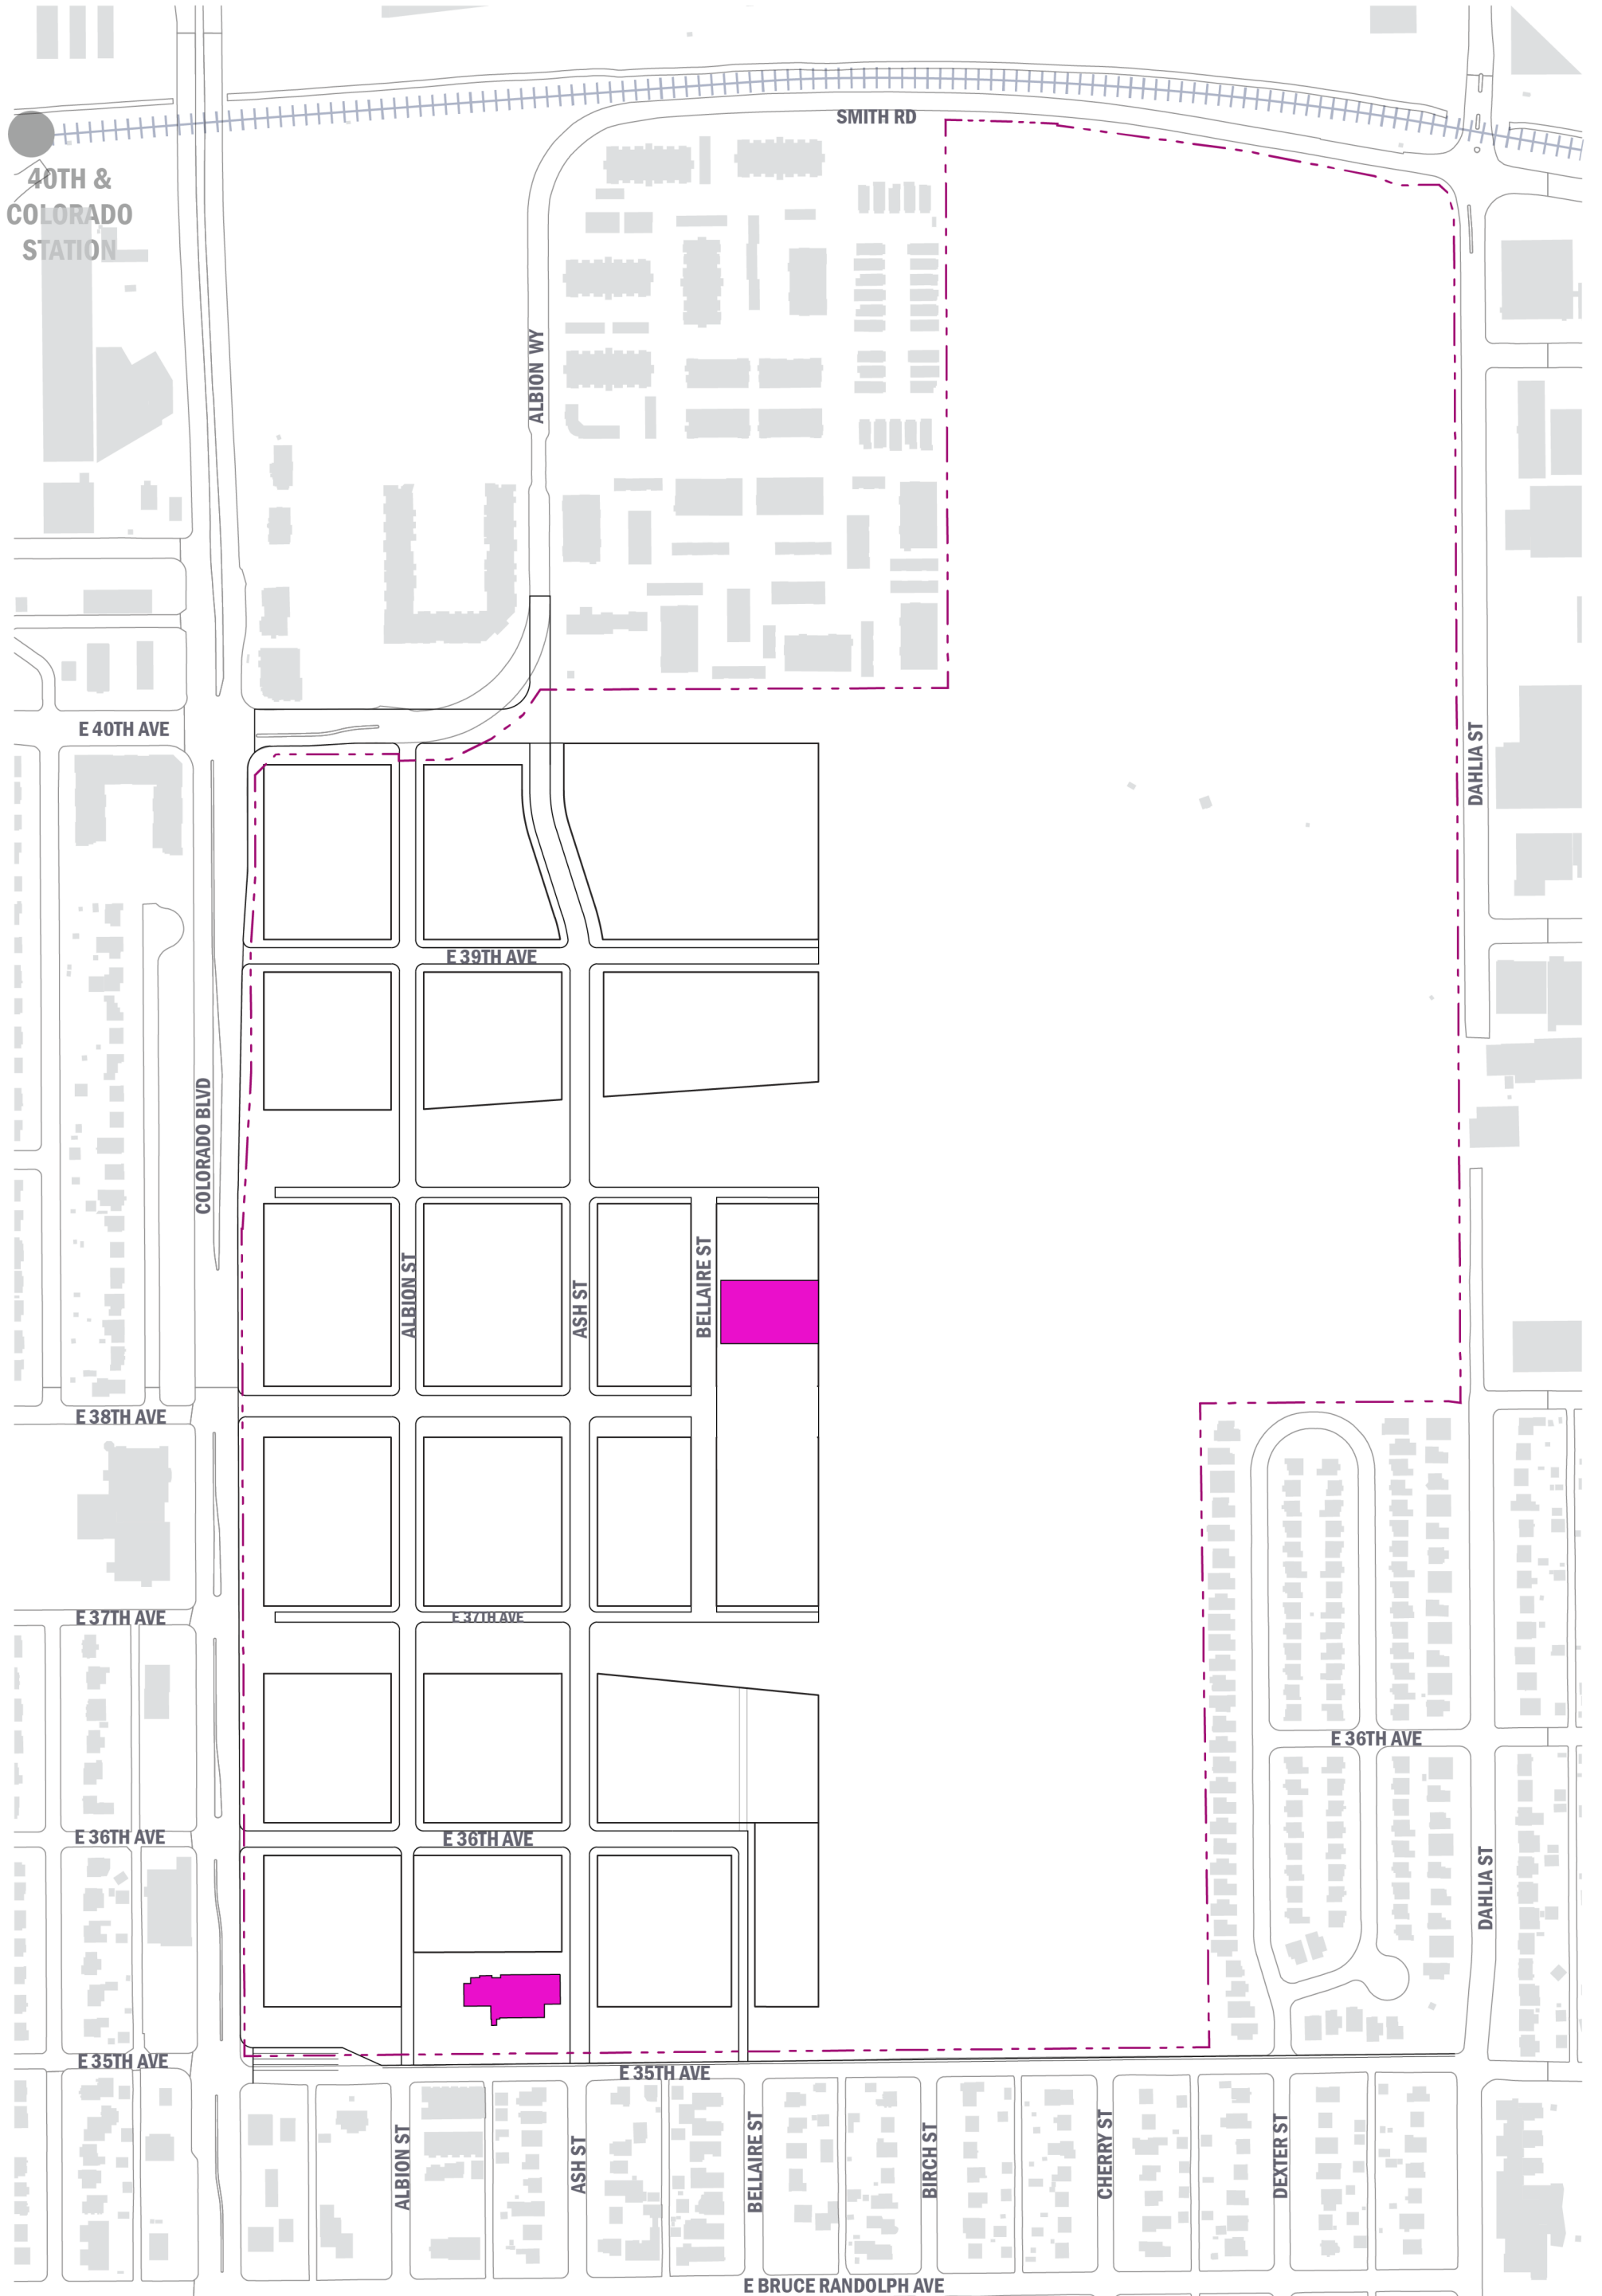 SMITH RD
40TH &
COLORADO
STATION
ALBION WY
E 40TH AVE
DAHLIA ST
E 39TH AVE
COLORADO BLVD
ALBION ST
ASH ST
BELLAIRE ST
E 38TH AVE
E 37TH AVE
E 37TH AVE
E 36TH AVE
E 36TH AVE
E 36TH AVE
DAHLIA ST
E 35TH AVE
E 35TH AVE
ALBION ST
ASH ST
BELLAIRE ST
BIRCH ST
CHERRY ST
DEXTER ST
E BRUCE RANDOLPH AVE